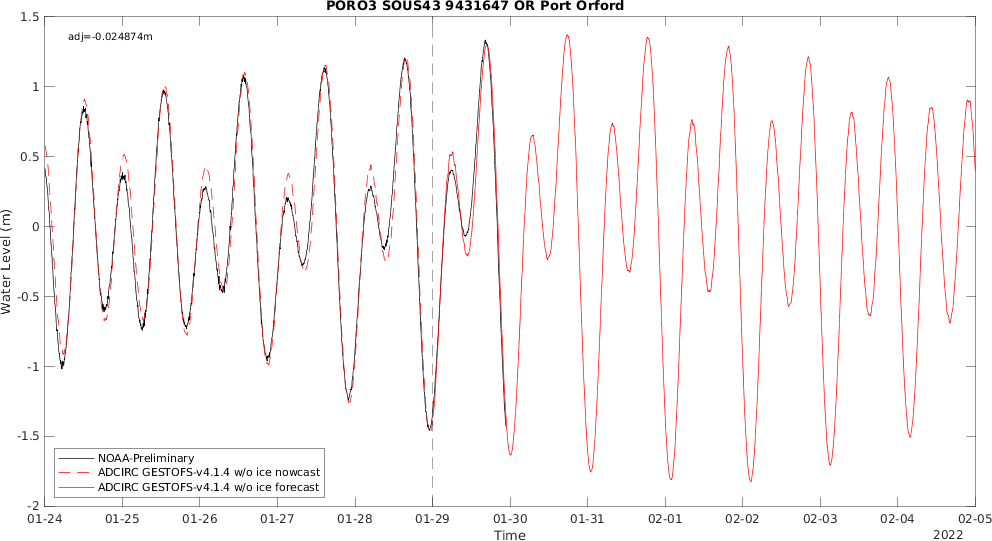 PORO3 SOUS43 9431647 OR Port Orford
adj=-0.024874m
1.5
1
0.5
0
-0.5
-1
-1.5
-2
Water Level (m)
NOAA-Preliminary
ADCIRC GESTOFS-v4.1.4 w/o ice nowcast
ADCIRC GESTOFS-v4.1.4 w/o ice forecast
01-24 01-25 01-26 01-27 01-28 01-29 01-30 01-31 02-01 02-02 02-03 02-04 02-05
Time
2022